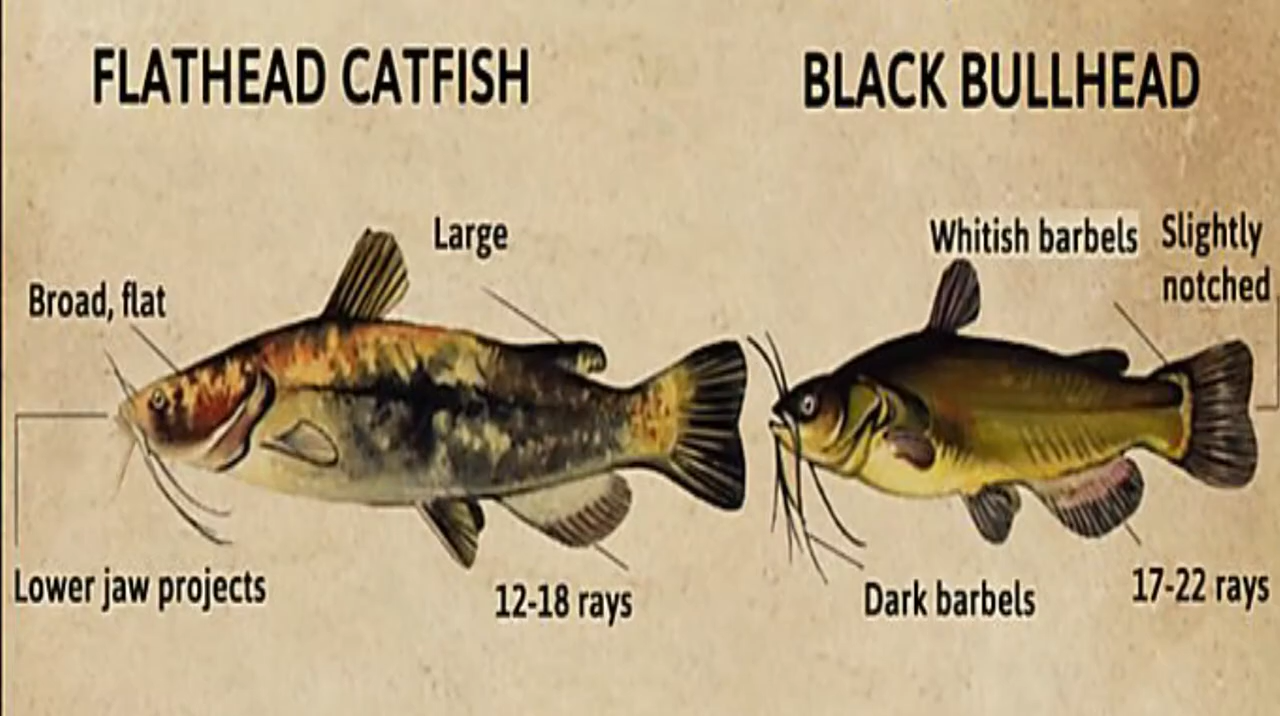 FLATHEAD CATFISH
BLACK BULLHEAD
Large
Broad, flat
Lower jaw projects
12-18 rays
Whitish barbels
Slightly
notched
Dark barbels
17-22 rays